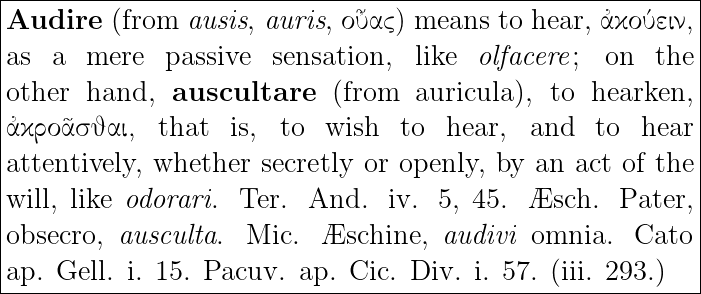 Audire (from ausis, auris, οὖας) means to hear, ἀκούειν,
as a mere passive sensation, like olfacere; on the
other hand, auscultare (from auricula), to hearken,
ἀκροᾶσθαι, that is, to wish to hear, and to hear
attentively, whether secretly or openly, by an act of the
will, like odorari. Ter. And. iv. 5, 45. Æsch. Pater,
obsecro, ausculta. Mic. Æschine, audivi omnia. Cato
ap. Gell. i. 15. Pacuv. ap. Cic. Div. i. 57. (iii. 293.)